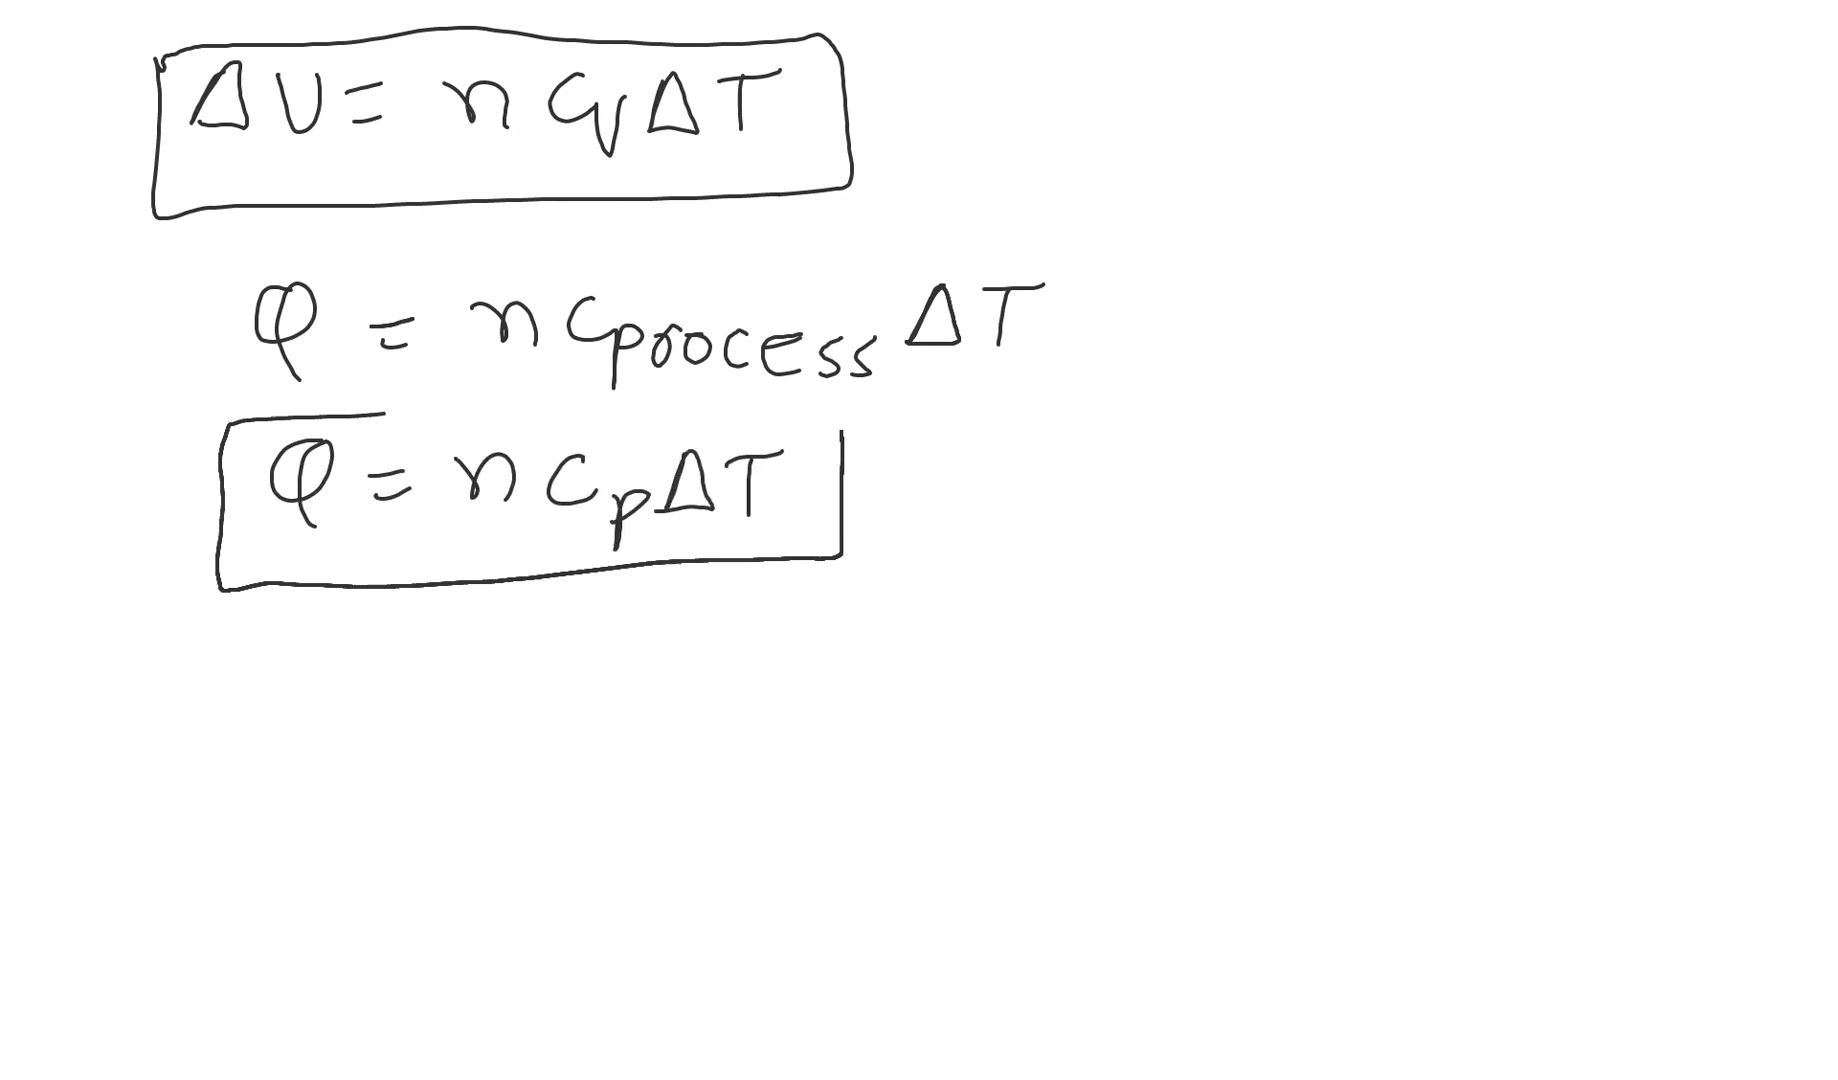 ΔU = n Cv ΔT
Q = n Cprocess ΔT
Q = n Cp ΔT